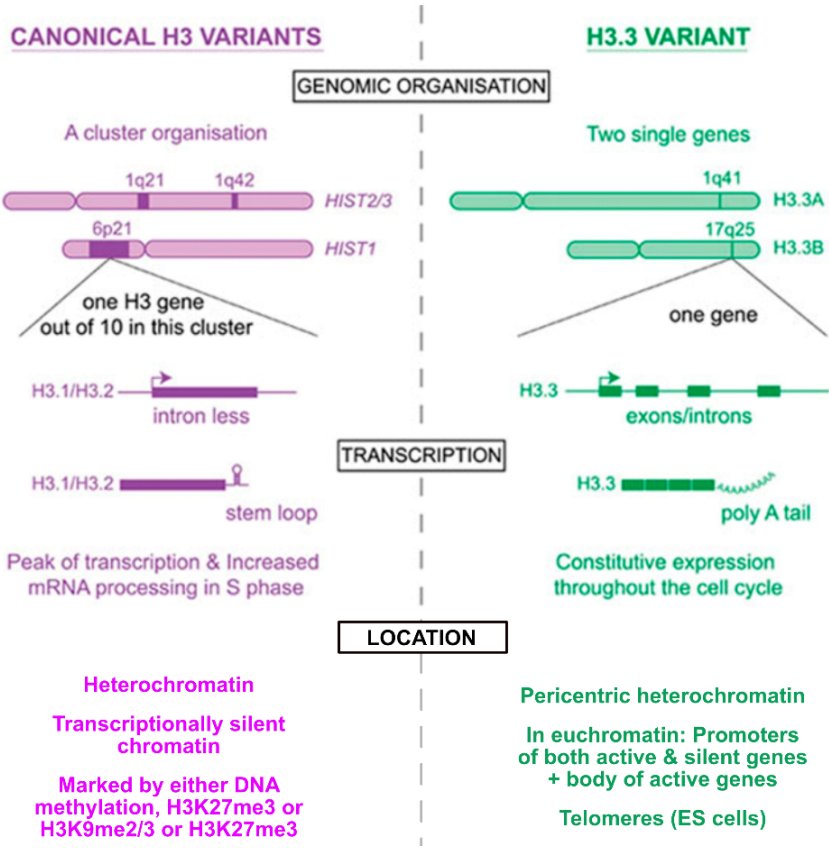 CANONICAL H3 VARIANTS
H3.3 VARIANT
GENOMIC ORGANISATION
A cluster organisation
1q21
1q42
HIST2/3
6p21
HIST1
one H3 gene
out of 10 in this cluster
Two single genes
1q41
H3.3A
17q25
H3.3B
one gene
H3.1/H3.2
intron less
H3.3
exons/introns
TRANSCRIPTION
H3.1/H3.2
stem loop
Peak of transcription & Increased
mRNA processing in S phase
H3.3
poly A tail
Constitutive expression
throughout the cell cycle
LOCATION
Heterochromatin
Transcriptionally silent
chromatin
Marked by either DNA
methylation, H3K27me3 or
H3K9me2/3 or H3K27me3
Pericentric heterochromatin
In euchromatin: Promoters
of both active & silent genes
+ body of active genes
Telomeres (ES cells)